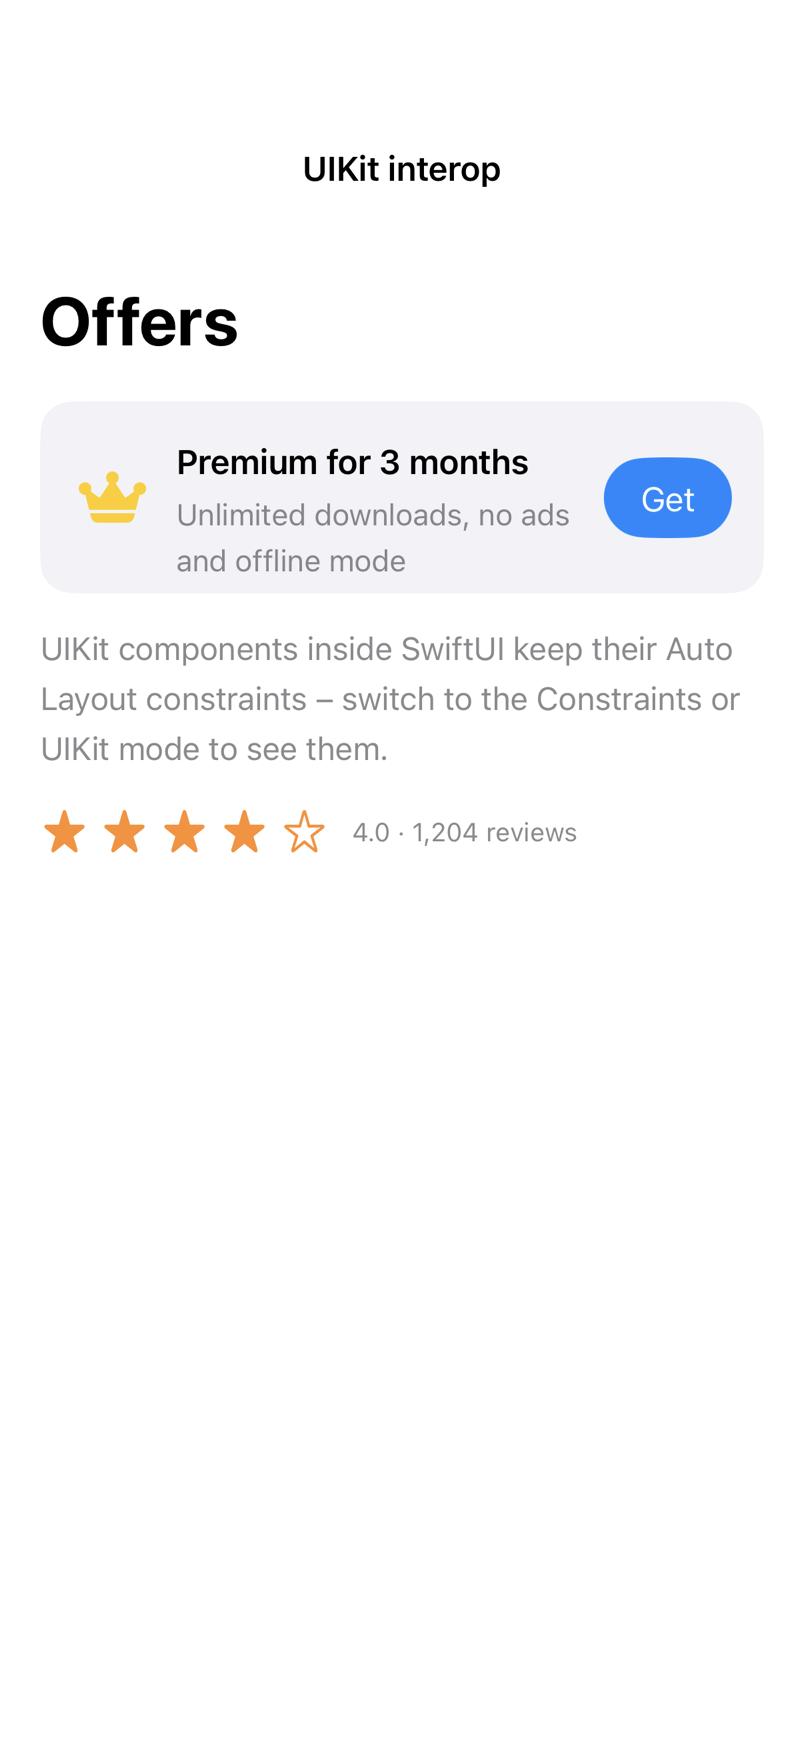 UIKit interop
Offers
Premium for 3 months
Unlimited downloads, no ads
and offline mode
Get
UIKit components inside SwiftUI keep their Auto
Layout constraints – switch to the Constraints or
UIKit mode to see them.
4.0 · 1,204 reviews